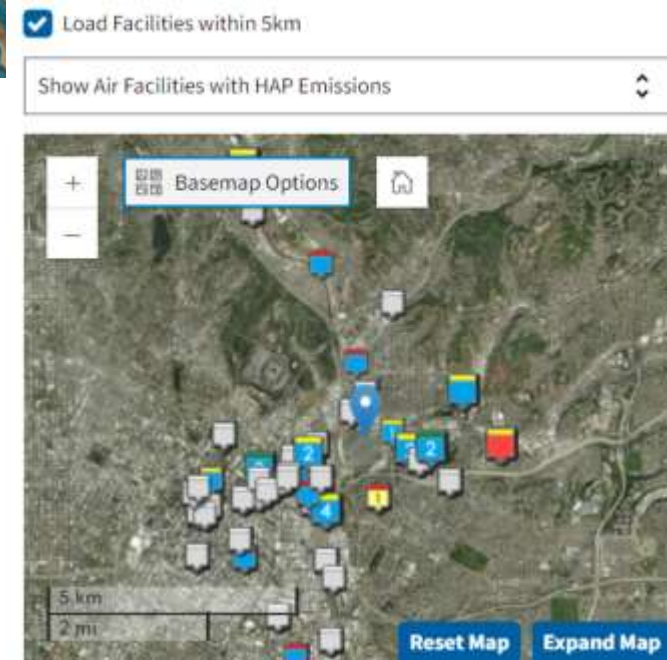 Load Facilities within 5km
Show Air Facilities with HAP Emissions
+
Basemap Options
−
1
2
2
4
1
5 km
2 mi
Reset Map
Expand Map